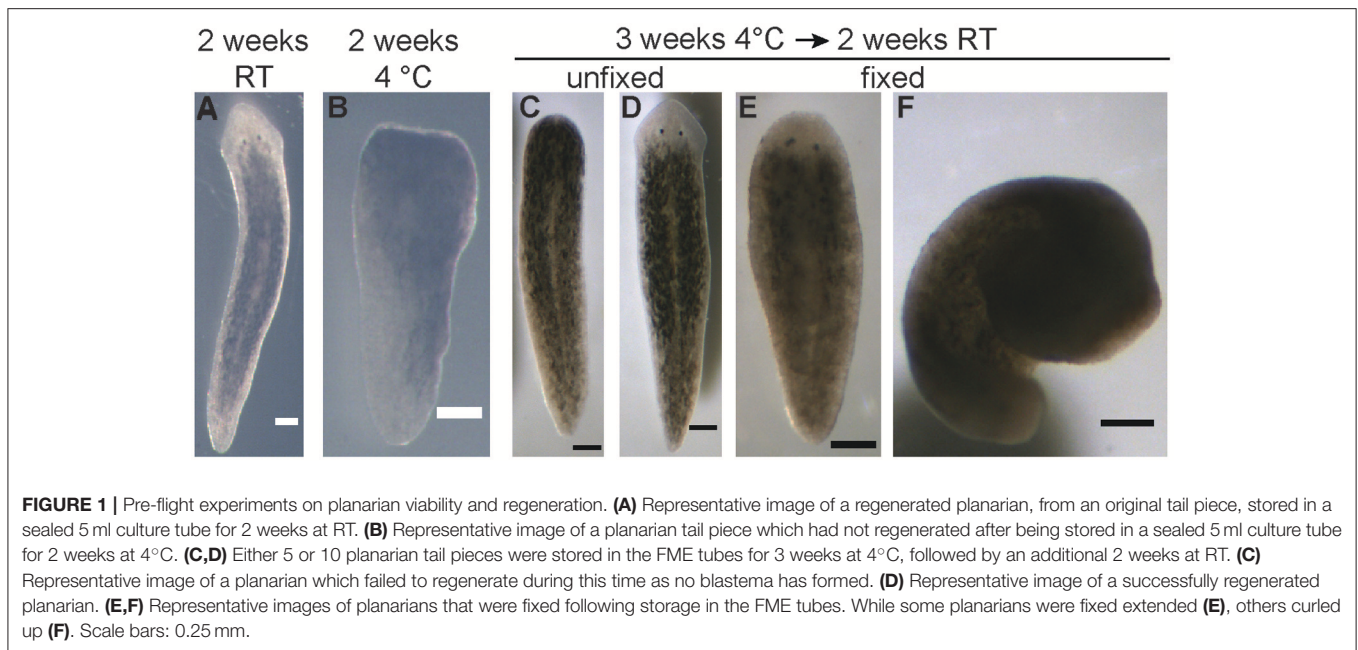 2 weeks 2 weeks 3 weeks 4°C → 2 weeks RT
RT 4 °C unfixed fixed
A B C D E F
FIGURE 1 | Pre-flight experiments on planarian viability and regeneration. (A) Representative image of a regenerated planarian, from an original tail piece, stored in a
sealed 5 ml culture tube for 2 weeks at RT. (B) Representative image of a planarian tail piece which had not regenerated after being stored in a sealed 5 ml culture tube
for 2 weeks at 4°C. (C,D) Either 5 or 10 planarian tail pieces were stored in the FME tubes for 3 weeks at 4°C, followed by an additional 2 weeks at RT. (C)
Representative image of a planarian which failed to regenerate during this time as no blastema has formed. (D) Representative image of a successfully regenerated
planarian. (E,F) Representative images of planarians that were fixed following storage in the FME tubes. While some planarians were fixed extended (E), others curled
up (F). Scale bars: 0.25 mm.